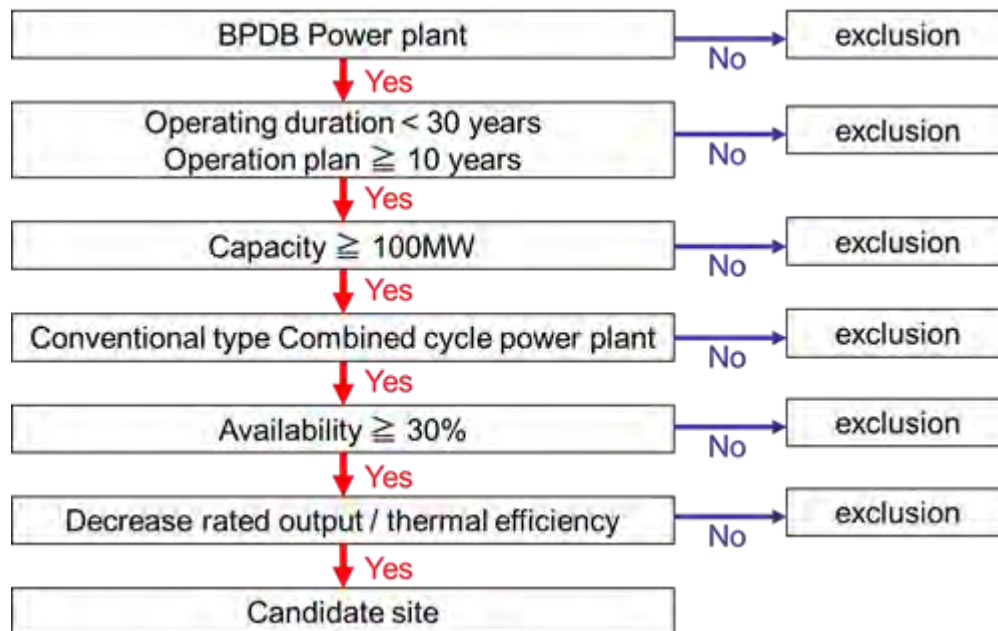 BPDB Power plant
No
exclusion
Yes
Operating duration < 30 years
Operation plan ≧ 10 years
No
exclusion
Yes
Capacity ≧ 100MW
No
exclusion
Yes
Conventional type Combined cycle power plant
No
exclusion
Yes
Availability ≧ 30%
No
exclusion
Yes
Decrease rated output / thermal efficiency
No
exclusion
Yes
Candidate site